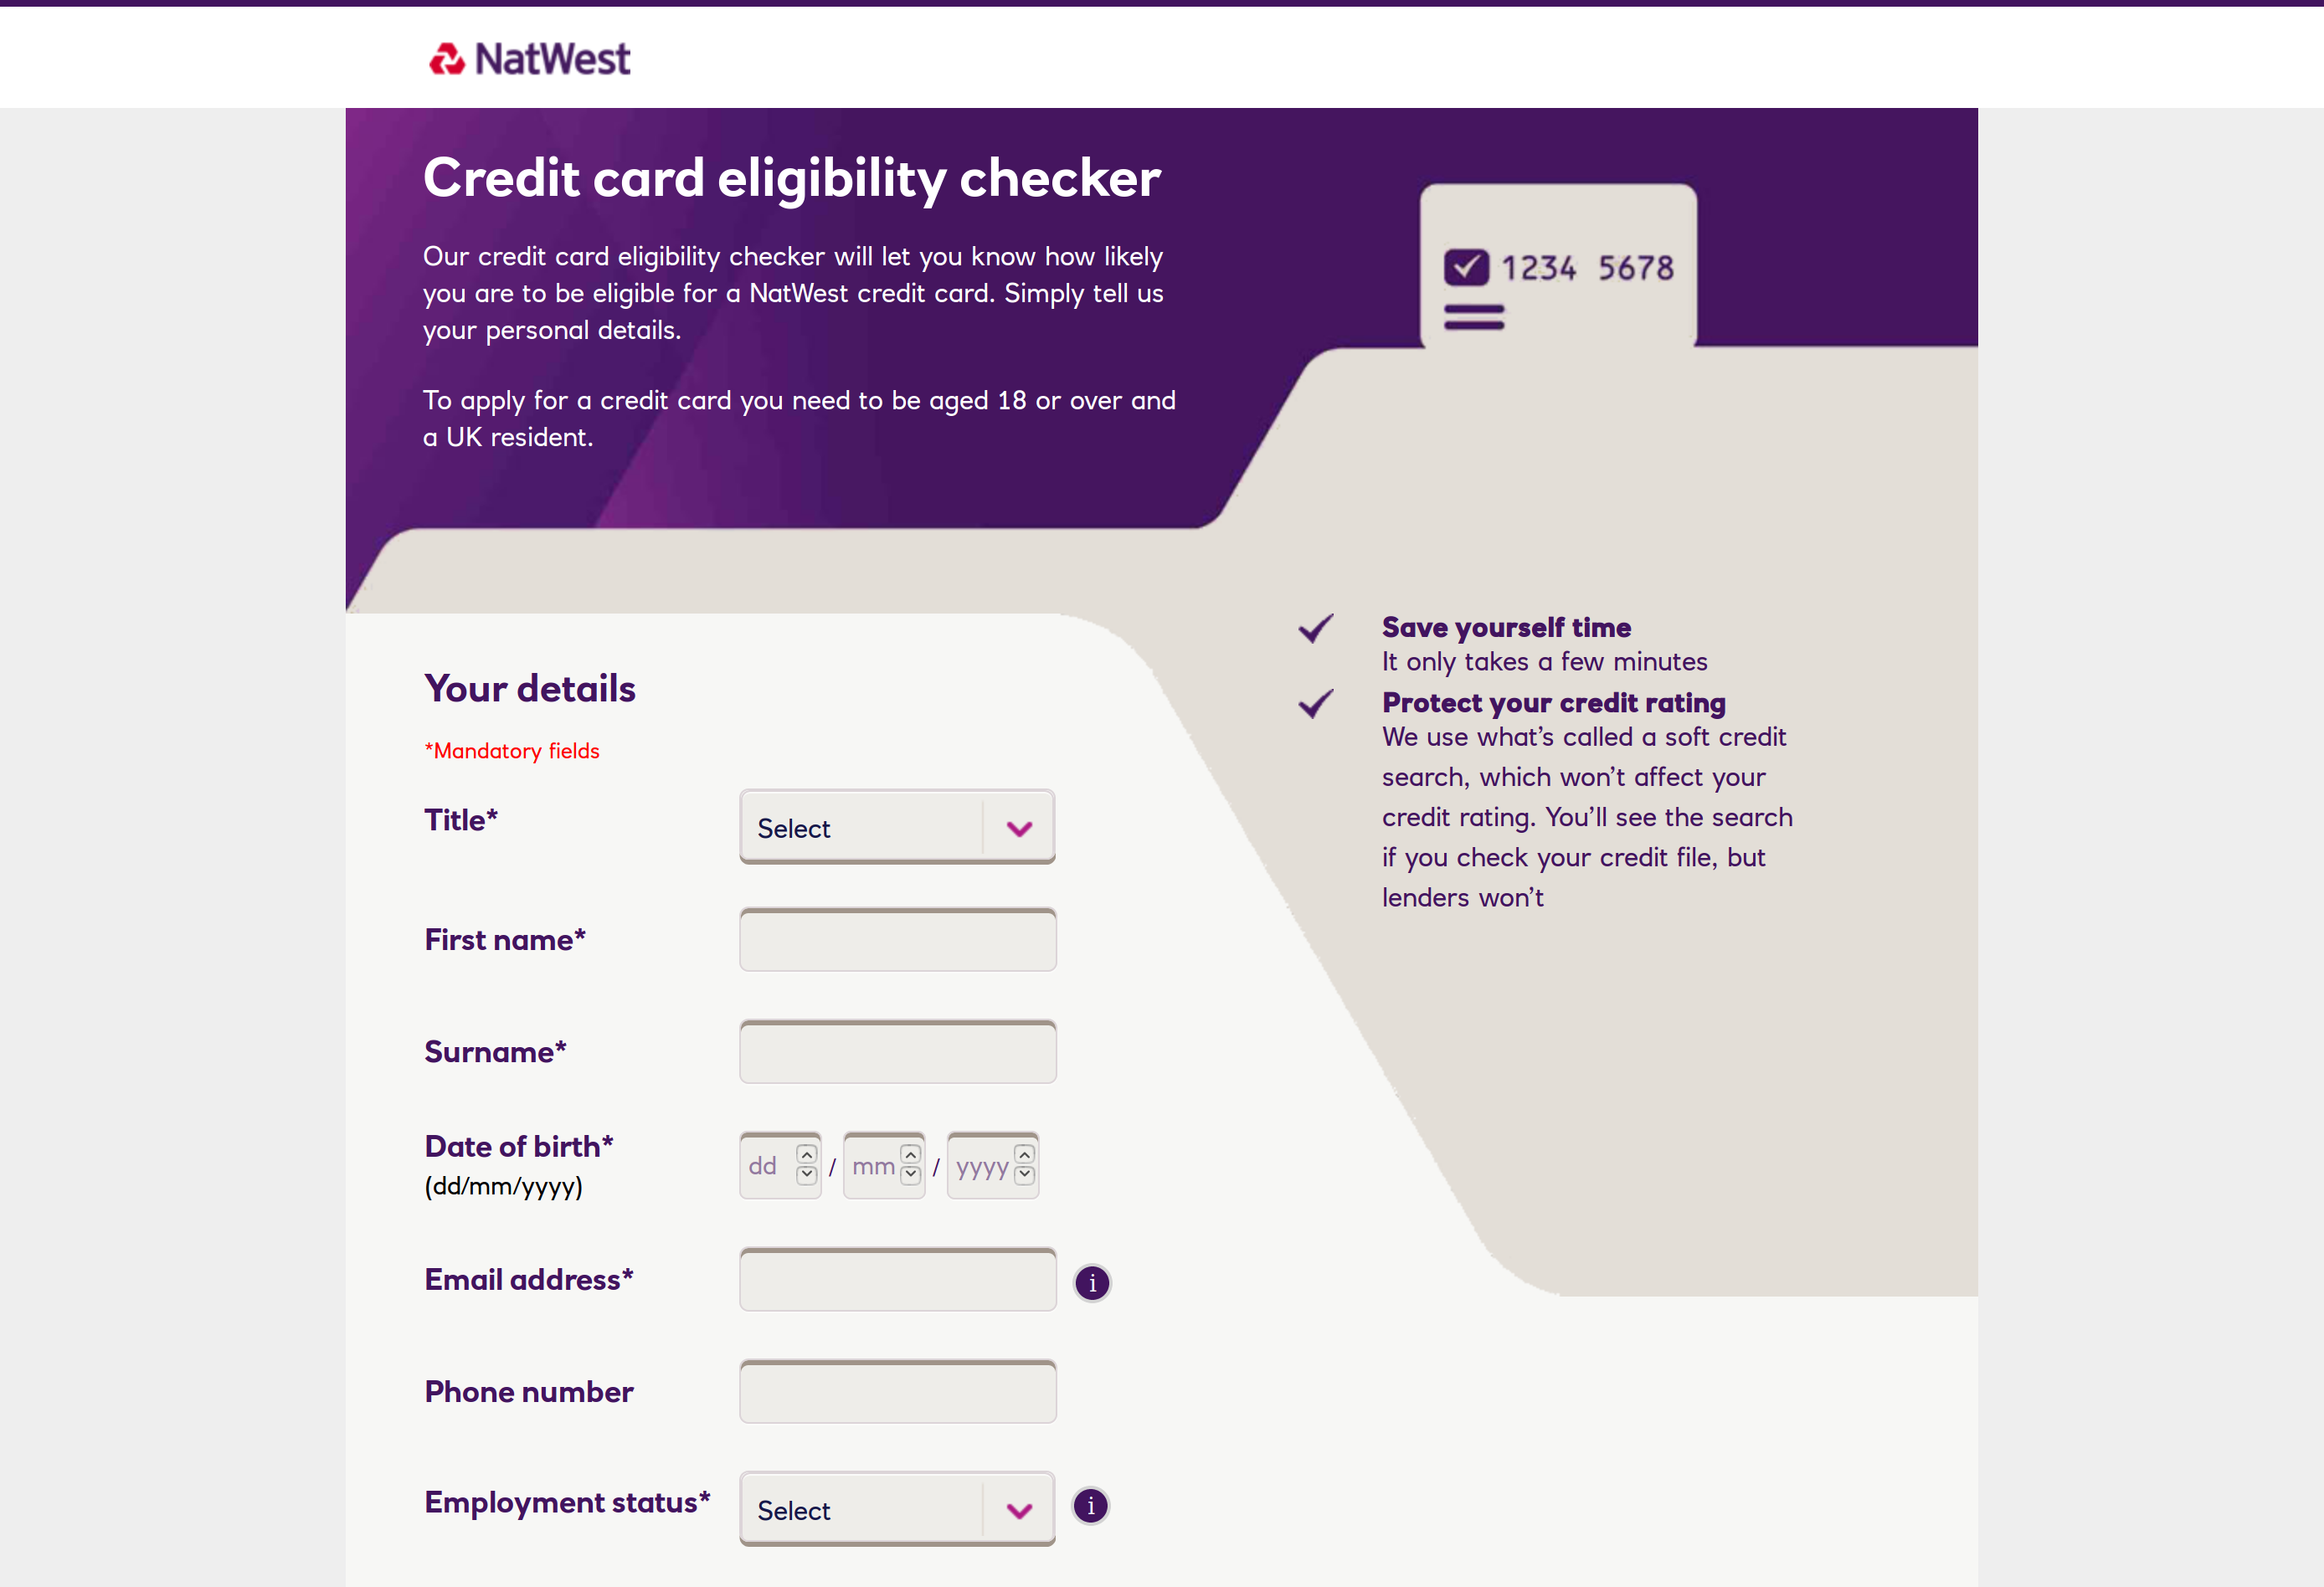 NatWest
Credit card eligibility checker
Our credit card eligibility checker will let you know how likely
you are to be eligible for a NatWest credit card. Simply tell us
your personal details.
To apply for a credit card you need to be aged 18 or over and
a UK resident.
1234 5678
Save yourself time
It only takes a few minutes
Protect your credit rating
We use what’s called a soft credit
search, which won’t affect your
credit rating. You’ll see the search
if you check your credit file, but
lenders won’t
Your details
*Mandatory fields
Title*
Select
First name*
Surname*
Date of birth*
(dd/mm/yyyy)
dd / mm / yyyy
Email address*
i
Phone number
Employment status*
Select
i